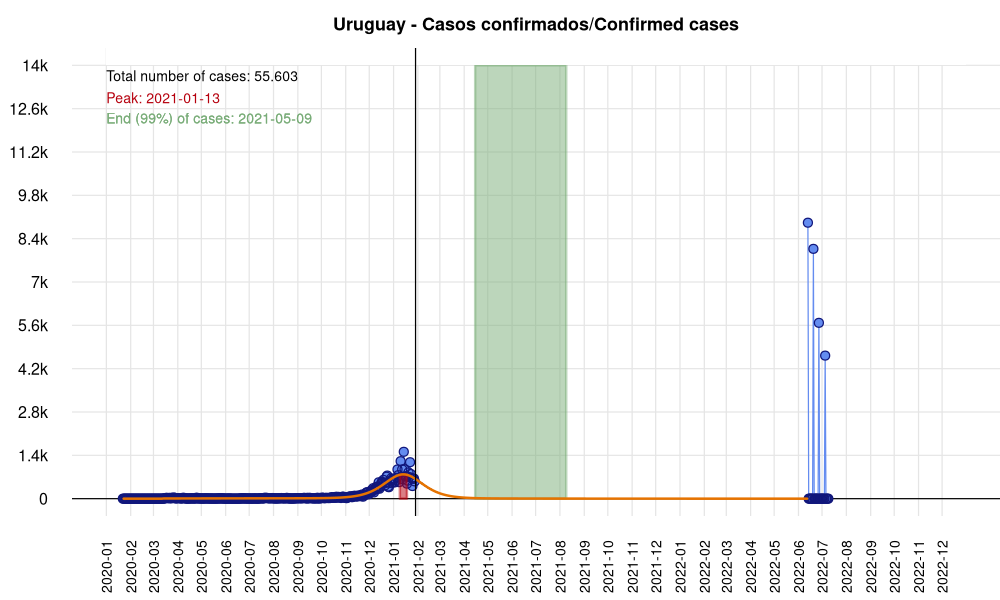 Uruguay - Casos confirmados/Confirmed cases
Total number of cases: 55.603
Peak: 2021-01-13
End (99%) of cases: 2021-05-09
14k
12.6k
11.2k
9.8k
8.4k
7k
5.6k
4.2k
2.8k
1.4k
0
2020-01
2020-02
2020-03
2020-04
2020-05
2020-06
2020-07
2020-08
2020-09
2020-10
2020-11
2020-12
2021-01
2021-03
2021-02
2021-04
2021-05
2021-06
2021-07
2021-08
2021-09
2021-10
2021-11
2021-12
2022-01
2022-02
2022-03
2022-04
2022-05
2022-06
2022-07
2022-08
2022-09
2022-10
2022-11
2022-12